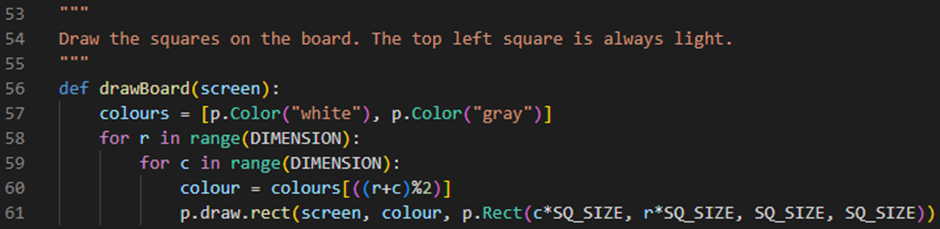 53 """
54 Draw the squares on the board. The top left square is always light.
55 """
56 def drawBoard(screen):
57     colours = [p.Color("white"), p.Color("gray")]
58     for r in range(DIMENSION):
59         for c in range(DIMENSION):
60             colour = colours[((r+c)%2)]
61             p.draw.rect(screen, colour, p.Rect(c*SQ_SIZE, r*SQ_SIZE, SQ_SIZE, SQ_SIZE))